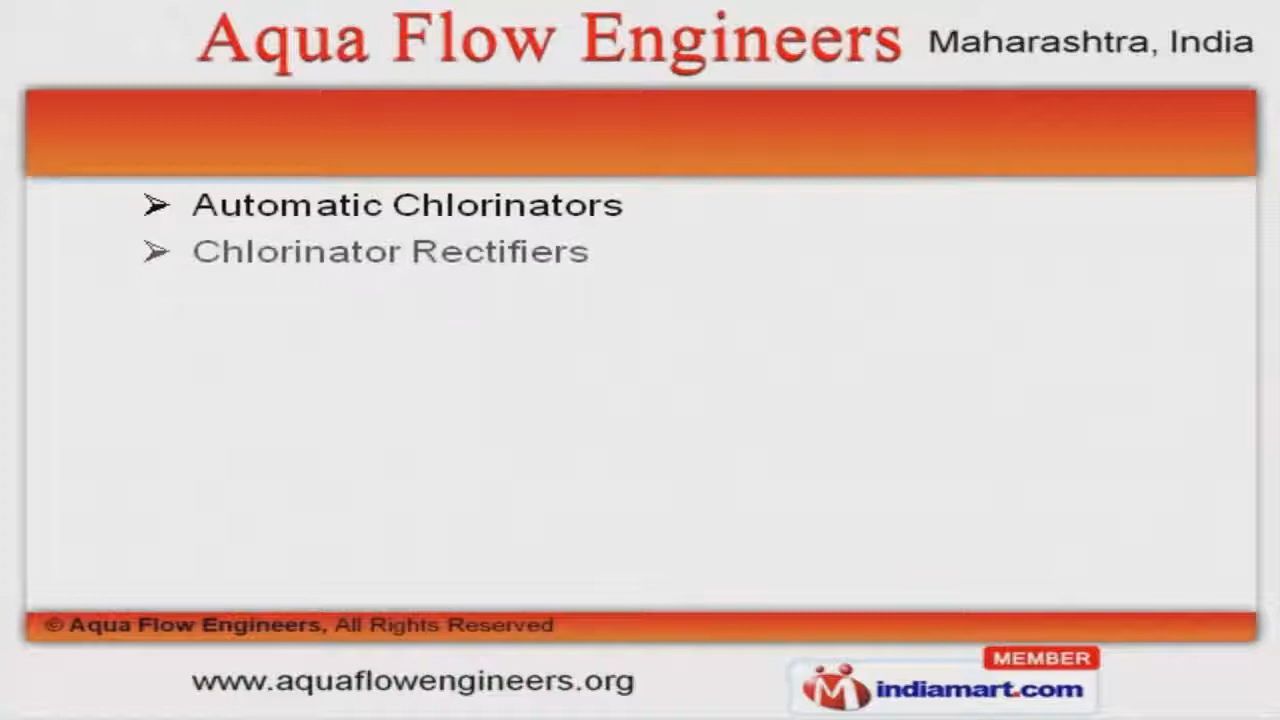 Aqua Flow Engineers Maharashtra, India
➢ Automatic Chlorinators
➢ Chlorinator Rectifiers
© Aqua Flow Engineers, All Rights Reserved
MEMBER
www.aquaflowengineers.org
indiamart.com